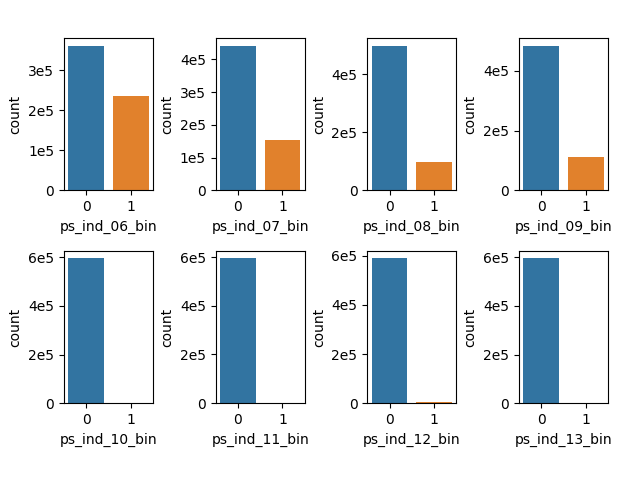 count
3e5
2e5
1e5
0
0 1
ps_ind_06_bin
count
4e5
3e5
2e5
1e5
0
0 1
ps_ind_07_bin
count
4e5
2e5
0
0 1
ps_ind_08_bin
count
4e5
2e5
0
0 1
ps_ind_09_bin
count
6e5
4e5
2e5
0
0 1
ps_ind_10_bin
count
6e5
4e5
2e5
0
0 1
ps_ind_11_bin
count
6e5
4e5
2e5
0
0 1
ps_ind_12_bin
count
6e5
4e5
2e5
0
0 1
ps_ind_13_bin